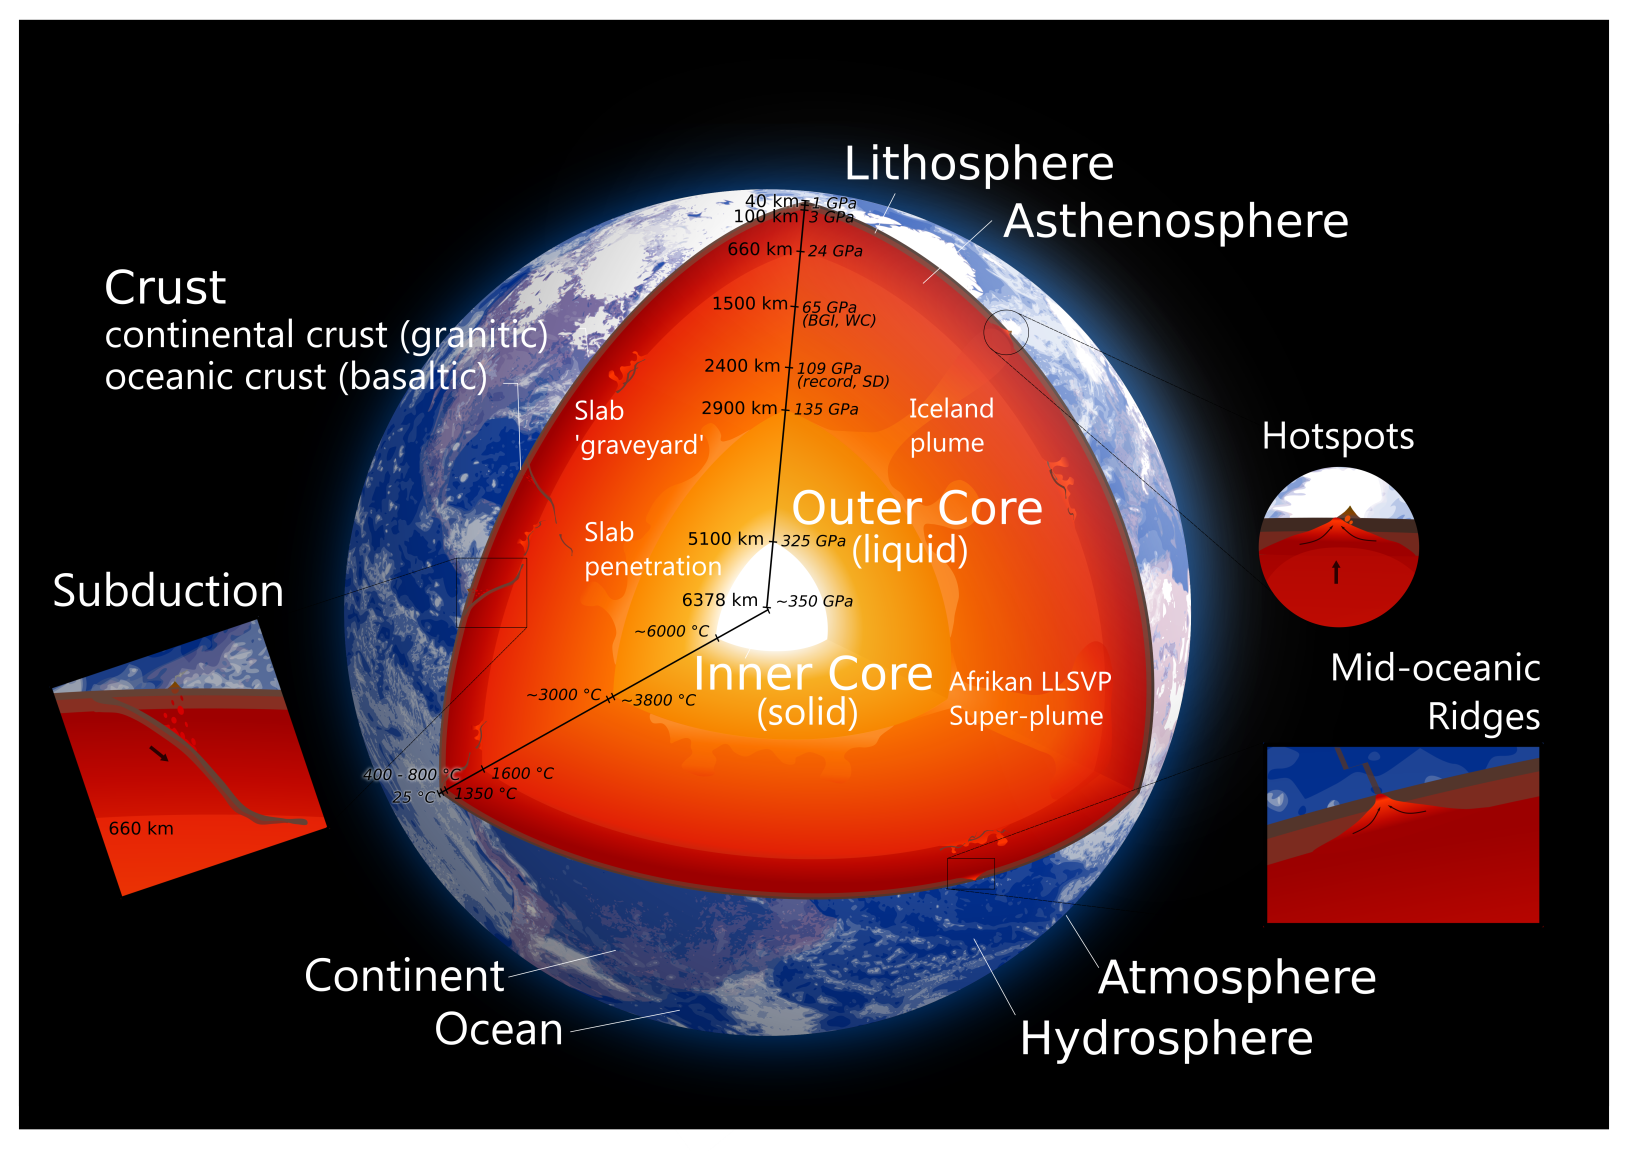 Lithosphere
Asthenosphere
40 km
1 GPa
100 km
3 GPa
660 km
24 GPa
1500 km
65 GPa
(BGI, WC)
2400 km
109 GPa
(record, SD)
2900 km
135 GPa
5100 km
325 GPa
6378 km
~350 GPa
Crust
continental crust (granitic)
oceanic crust (basaltic)
Slab
'graveyard'
Iceland
plume
Hotspots
Outer Core
(liquid)
Slab
penetration
Subduction
660 km
~6000 °C
Inner Core
(solid)
~3000 °C
~3800 °C
Afrikan LLSVP
Super-plume
Mid-oceanic
Ridges
400 - 800 °C
1600 °C
25 °C
1350 °C
Continent
Ocean
Atmosphere
Hydrosphere